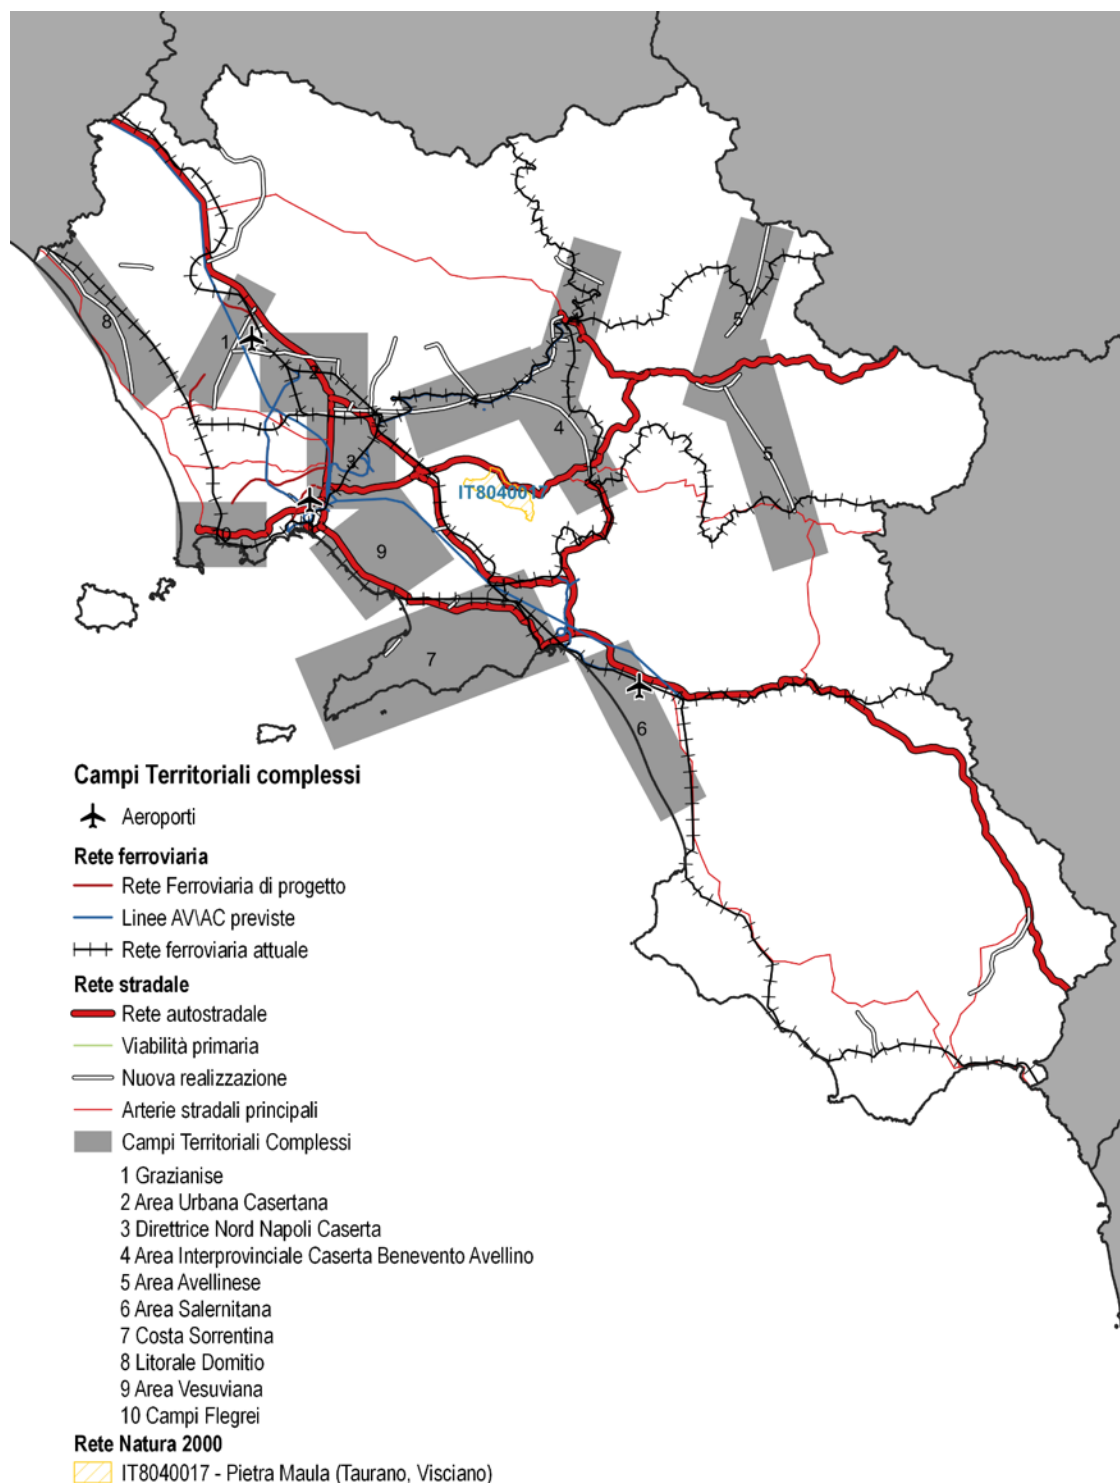 8
1
5
2
4
3
5
IT8040017
0
9
7
6
Campi Territoriali complessi
Aeroporti
Rete ferroviaria
Rete Ferroviaria di progetto
Linee AV\AC previste
Rete ferroviaria attuale
Rete stradale
Rete autostradale
Viabilità primaria
Nuova realizzazione
Arterie stradali principali
Campi Territoriali Complessi
1 Grazianise
2 Area Urbana Casertana
3 Direttrice Nord Napoli Caserta
4 Area Interprovinciale Caserta Benevento Avellino
5 Area Avellinese
6 Area Salernitana
7 Costa Sorrentina
8 Litorale Domitio
9 Area Vesuviana
10 Campi Flegrei
Rete Natura 2000
IT8040017 - Pietra Maula (Taurano, Visciano)